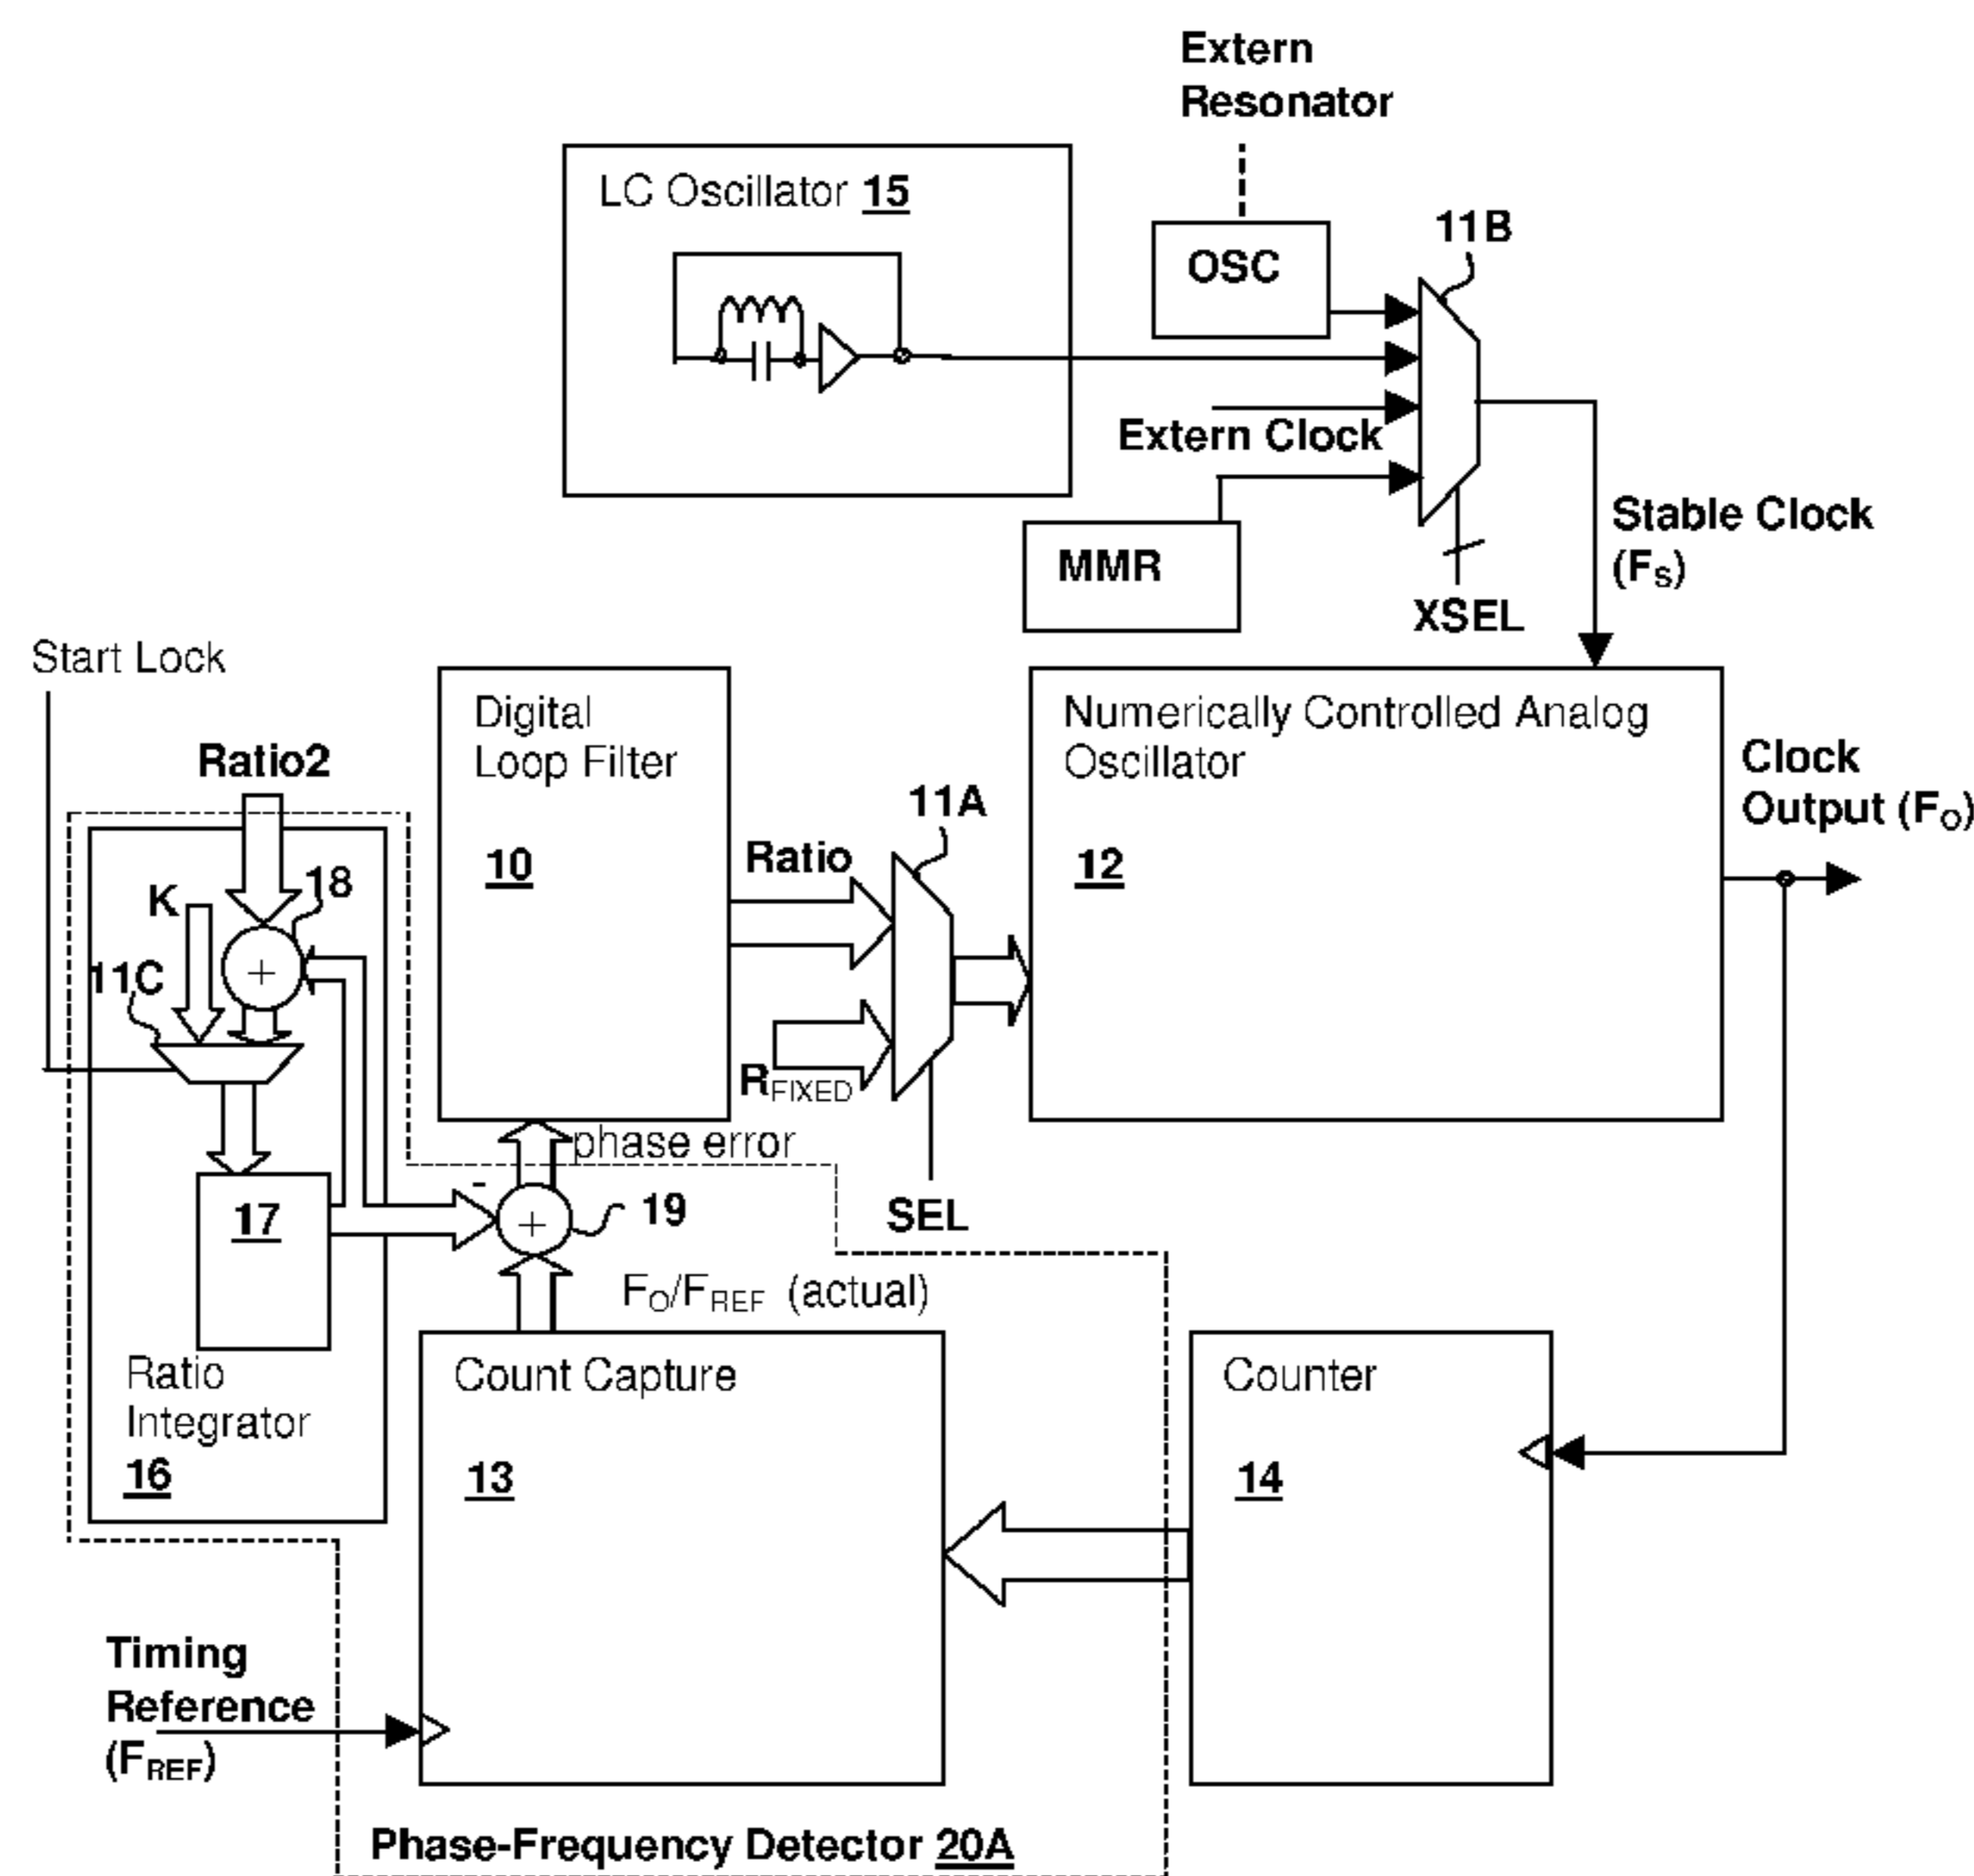 Extern
Resonator
LC Oscillator 15
OSC
11B
Extern Clock
MMR
XSEL
Stable Clock
(FS)
Start Lock
Ratio2
Digital
Loop Filter
10
Ratio
11A
Numerically Controlled Analog
Oscillator
12
Clock
Output (FO)
K
18
+
11C
RFIXED
SEL
phase error
-
+
19
17
FO/FREF (actual)
Ratio
Integrator
16
Count Capture
13
Counter
14
Timing
Reference
(FREF)
Phase-Frequency Detector 20A